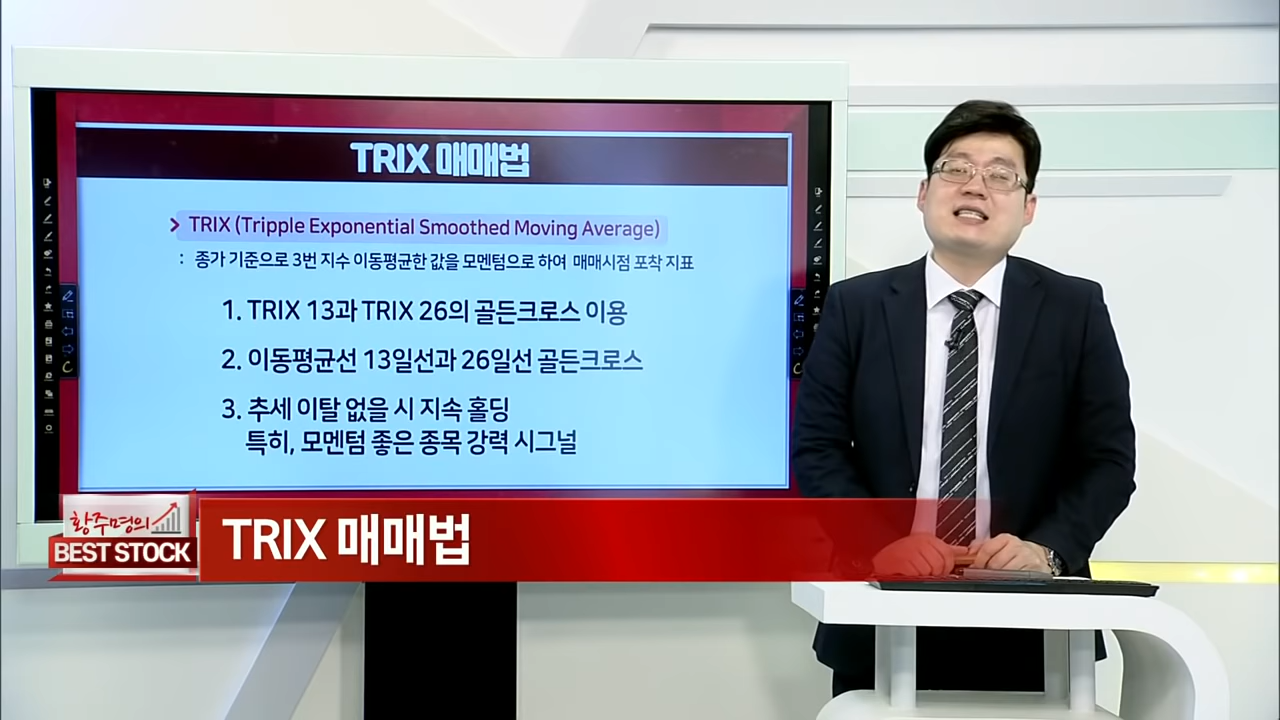 TRIX 매매법
TRIX (Tripple Exponential Smoothed Moving Average)
: 종가 기준으로 3번 지수 이동평균한 값을 모멘텀으로 하여 매매시점 포착 지표
1. TRIX 13과 TRIX 26의 골든크로스 이용
2. 이동평균선 13일선과 26일선 골든크로스
3. 추세 이탈 없을 시 지속 홀딩
특히, 모멘텀 좋은 종목 강력 시그널
황주명의
BEST STOCK
TRIX 매매법